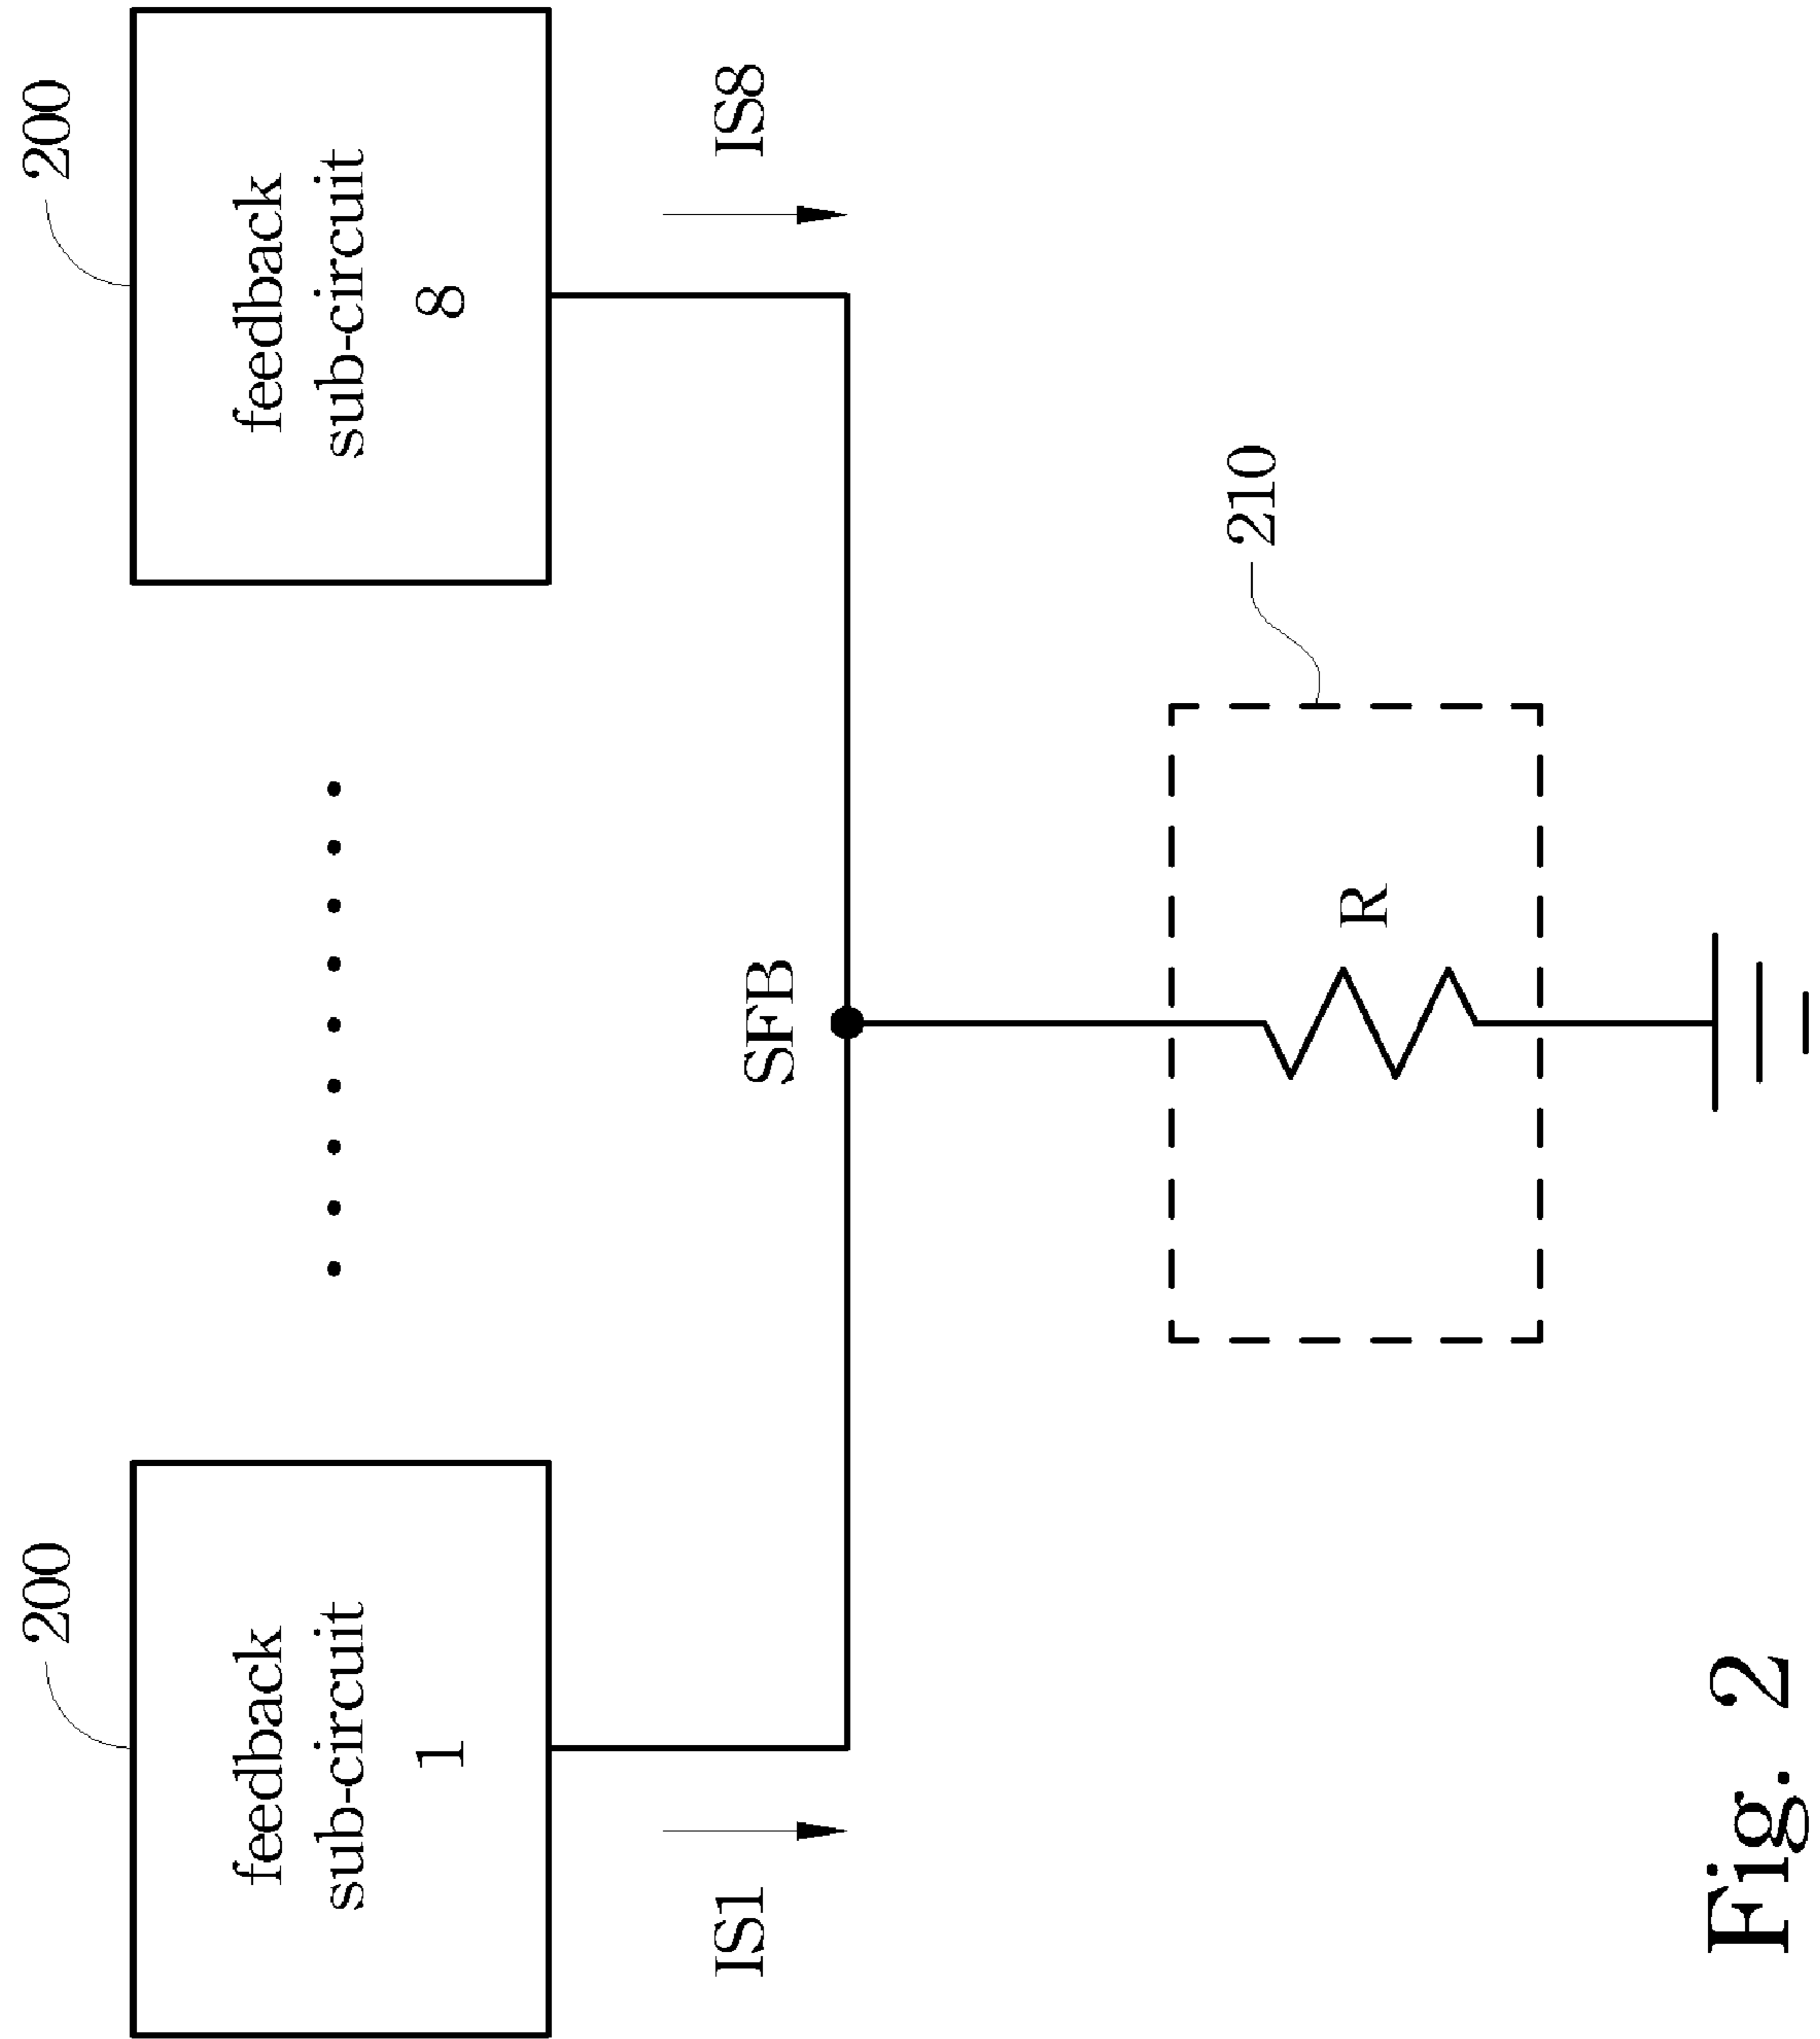 200
200
feedback
sub-circuit
1
feedback
sub-circuit
8
IS1
SFB
IS8
210
R
Fig. 2